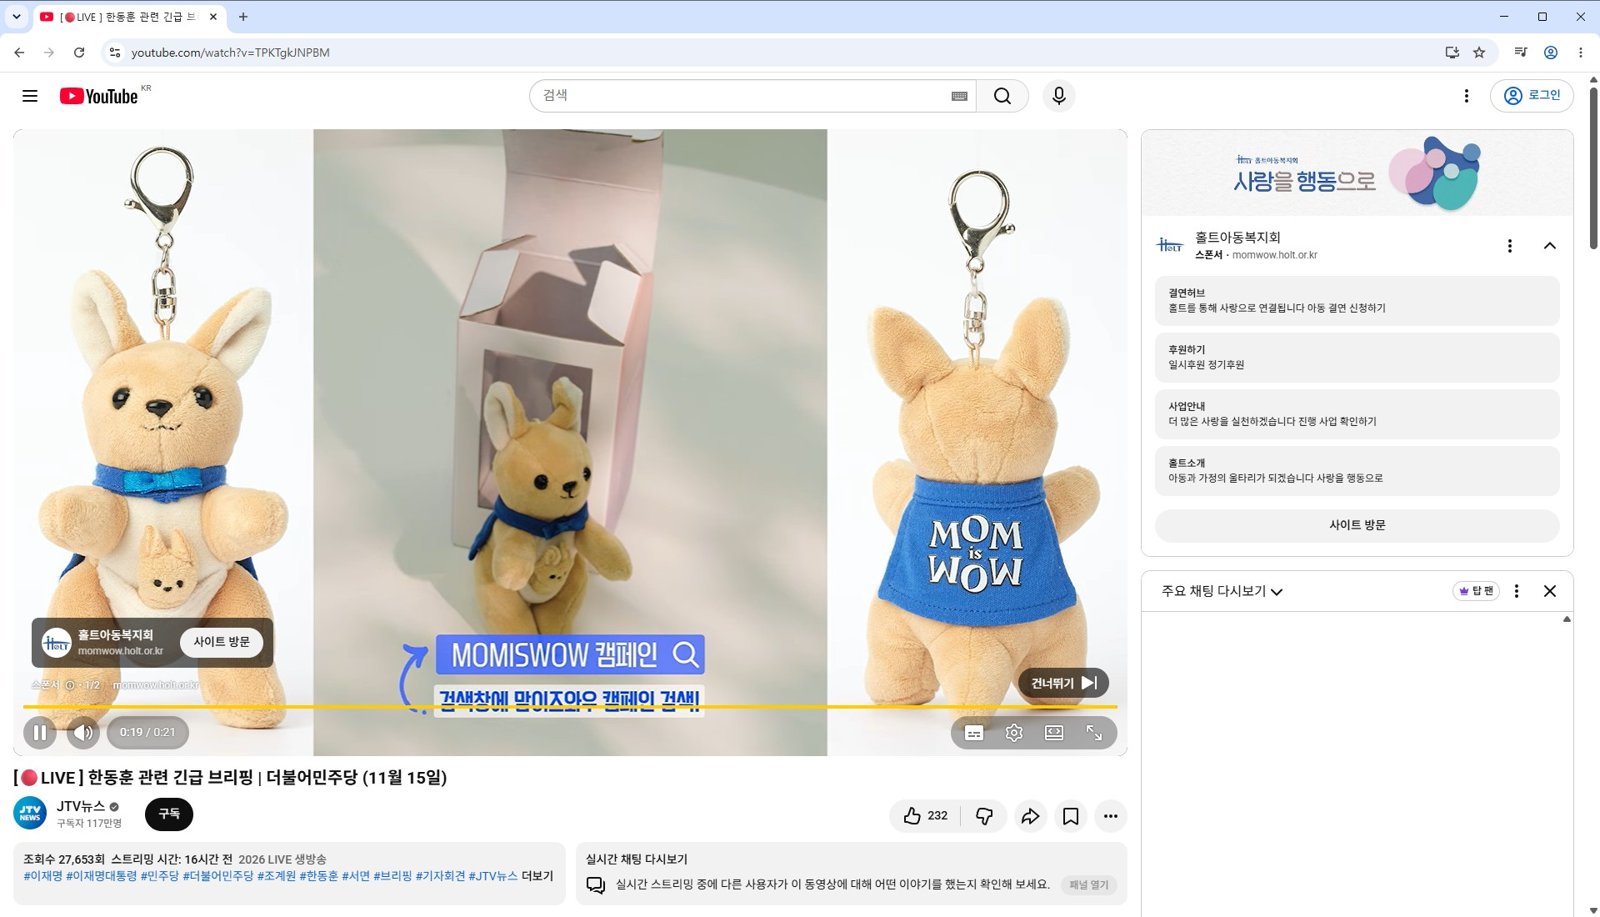 [🔴LIVE ] 한동훈 관련 긴급 브
youtube.com/watch?v=TPKTgkJNPBM
YouTube KR
검색
로그인
MOM
is
WOW
MOMISWOW 캠페인
검색창에 맘이즈와우 캠페인 검색!
HOLT
홀트아동복지회
momwow.holt.or.kr
사이트 방문
스폰서 · 1/2 momwow.holt.or.kr
건너뛰기
0:19 / 0:21
HOLT 홀트아동복지회
사랑을 행동으로
HOLT
홀트아동복지회
스폰서 · momwow.holt.or.kr
결연허브
홀트를 통해 사랑으로 연결됩니다 아동 결연 신청하기
후원하기
일시후원 정기후원
사업안내
더 많은 사랑을 실천하겠습니다 진행 사업 확인하기
홀트소개
아동과 가정의 울타리가 되겠습니다 사랑을 행동으로
사이트 방문
주요 채팅 다시보기
탑 팬
[🔴LIVE ] 한동훈 관련 긴급 브리핑 | 더불어민주당 (11월 15일)
JTV NEWS
JTV뉴스
구독자 117만명
구독
232
조회수 27,653회 스트리밍 시간: 16시간 전 2026 LIVE 생방송
#이재명 #이재명대통령 #민주당 #더불어민주당 #조계원 #한동훈 #서면 #브리핑 #기자회견 #JTV뉴스 더보기
실시간 채팅 다시보기
실시간 스트리밍 중에 다른 사용자가 이 동영상에 대해 어떤 이야기를 했는지 확인해 보세요.
패널 열기